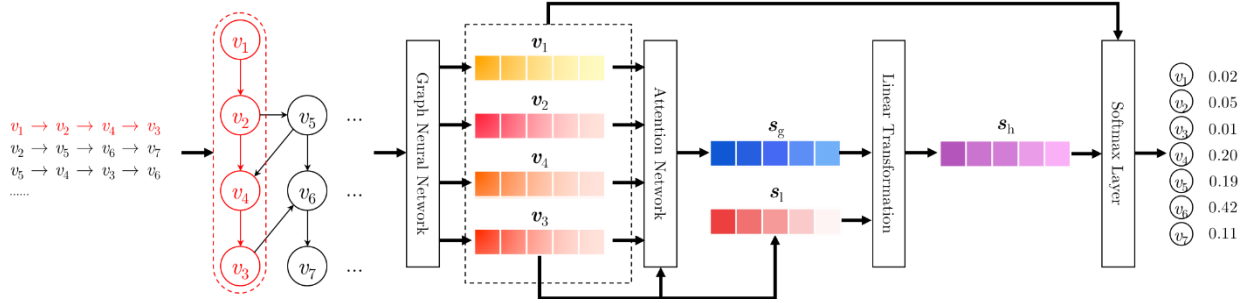 v1 → v2 → v4 → v3
v2 → v5 → v6 → v7
v5 → v4 → v3 → v6
......
v1
v2
v5
...
v4
v6
...
v3
v7
...
Graph Neural Network
v1
v2
v4
v3
Attention Network
sg
sl
Linear Transformation
sh
Softmax Layer
v1 0.02
v2 0.05
v3 0.01
v4 0.20
v5 0.19
v6 0.42
v7 0.11